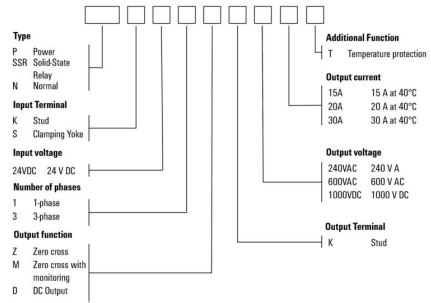 Type
P Power
SSR Solid-State
Relay
N Normal
Input Terminal
K Stud
S Clamping Yoke
Input voltage
24VDC 24 V DC
Number of phases
1 1-phase
3 3-phase
Output function
Z Zero cross
M Zero cross with
monitoring
D DC Output
Additional Function
T Temperature protection
Output current
15A 15 A at 40°C
20A 20 A at 40°C
30A 30 A at 40°C
Output voltage
240VAC 240 V A
600VAC 600 V AC
1000VDC 1000 V DC
Output Terminal
K Stud